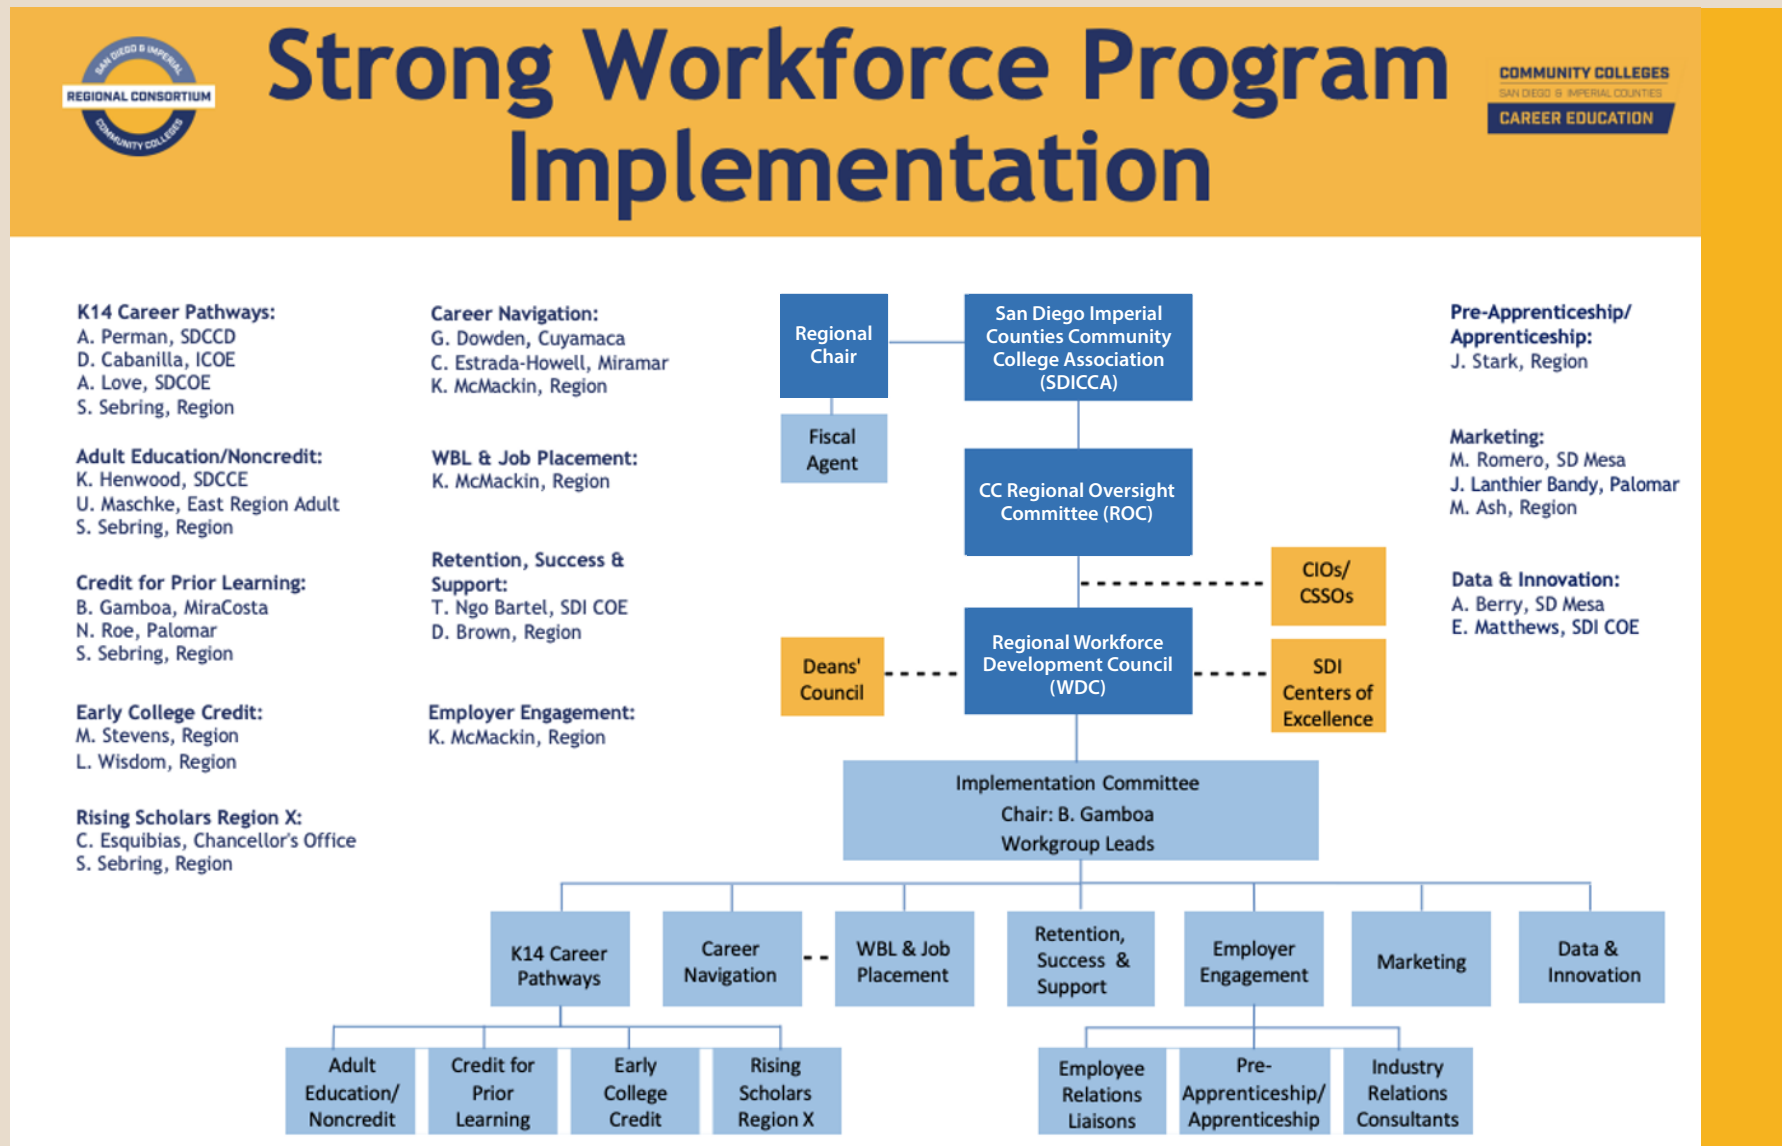 SAN DIEGO & IMPERIAL
REGIONAL CONSORTIUM
COMMUNITY COLLEGES
Strong Workforce Program
Implementation
COMMUNITY COLLEGES
SAN DIEGO & IMPERIAL COUNTIES
CAREER EDUCATION
K14 Career Pathways:
A. Perman, SDCCD
D. Cabanilla, ICOE
A. Love, SDCOE
S. Sebring, Region
Adult Education/Noncredit:
K. Henwood, SDCCE
U. Maschke, East Region Adult
S. Sebring, Region
Credit for Prior Learning:
B. Gamboa, MiraCosta
N. Roe, Palomar
S. Sebring, Region
Early College Credit:
M. Stevens, Region
L. Wisdom, Region
Rising Scholars Region X:
C. Esquibias, Chancellor's Office
S. Sebring, Region
Career Navigation:
G. Dowden, Cuyamaca
C. Estrada-Howell, Miramar
K. McMackin, Region
WBL & Job Placement:
K. McMackin, Region
Retention, Success &
Support:
T. Ngo Bartel, SDI COE
D. Brown, Region
Employer Engagement:
K. McMackin, Region
Regional
Chair
Fiscal
Agent
San Diego Imperial
Counties Community
College Association
(SDICCA)
CC Regional Oversight
Committee (ROC)
CIOs/
CSSOs
Deans'
Council
Regional Workforce
Development Council
(WDC)
SDI
Centers of
Excellence
Pre-Apprenticeship/
Apprenticeship:
J. Stark, Region
Marketing:
M. Romero, SD Mesa
J. Lanthier Bandy, Palomar
M. Ash, Region
Data & Innovation:
A. Berry, SD Mesa
E. Matthews, SDI COE
Implementation Committee
Chair: B. Gamboa
Workgroup Leads
K14 Career
Pathways
Career
Navigation
WBL & Job
Placement
Retention,
Success &
Support
Employer
Engagement
Marketing
Data &
Innovation
Adult
Education/
Noncredit
Credit for
Prior
Learning
Early
College
Credit
Rising
Scholars
Region X
Employee
Relations
Liaisons
Pre-
Apprenticeship/
Apprenticeship
Industry
Relations
Consultants